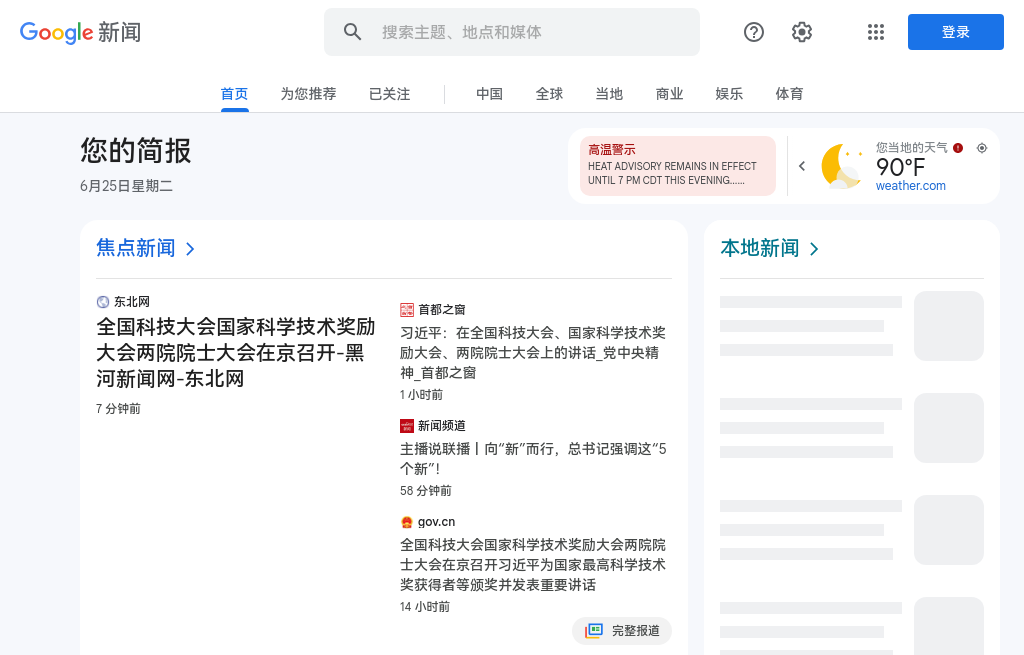 Google 新闻
搜索主题、地点和媒体
登录
首页
为您推荐
已关注
中国
全球
当地
商业
娱乐
体育
您的简报
6月25日星期二
高温警示
HEAT ADVISORY REMAINS IN EFFECT
UNTIL 7 PM CDT THIS EVENING......
您当地的天气
90°F
weather.com
焦点新闻
东北网
全国科技大会国家科学技术奖励
大会两院院士大会在京召开-黑
河新闻网-东北网
7 分钟前
首都之窗
习近平：在全国科技大会、国家科学技术奖
励大会、两院院士大会上的讲话_党中央精
神_首都之窗
1 小时前
新闻频道
主播说联播丨向“新”而行，总书记强调这“5
个新”！
58 分钟前
gov.cn
全国科技大会国家科学技术奖励大会两院院
士大会在京召开习近平为国家最高科学技术
奖获得者等颁奖并发表重要讲话
14 小时前
完整报道
本地新闻